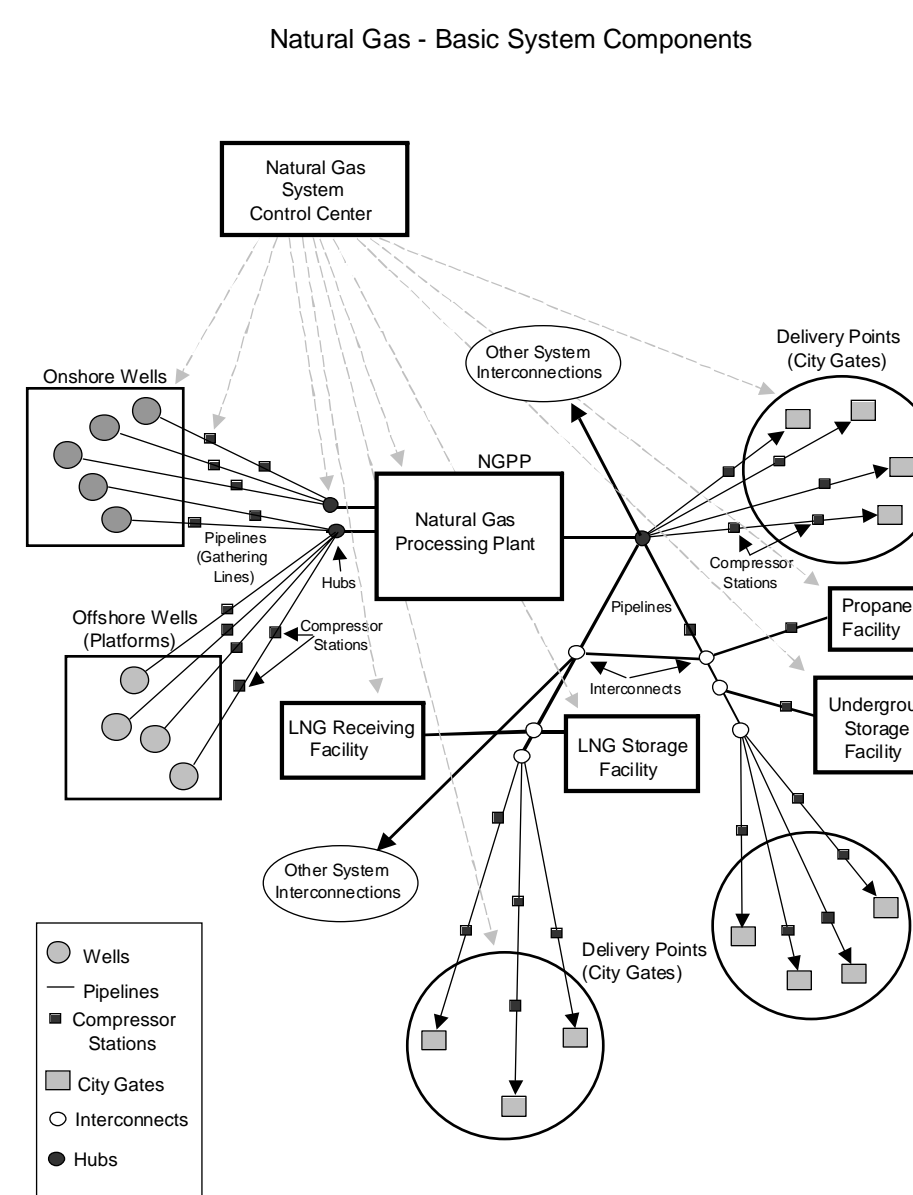 Natural Gas - Basic System Components
Natural Gas
System
Control Center
Other System
Interconnections
Delivery Points
(City Gates)
Onshore Wells
NGPP
Natural Gas
Processing Plant
Pipelines
(Gathering
Lines)
Hubs
Compressor
Stations
Offshore Wells
(Platforms)
Compressor
Stations
Pipelines
Propane
Facility
Interconnects
LNG Receiving
Facility
LNG Storage
Facility
Storage
Facility
Other System
Interconnections
Delivery Points
(City Gates)
Wells
Pipelines
Compressor
Stations
City Gates
Interconnects
Hubs